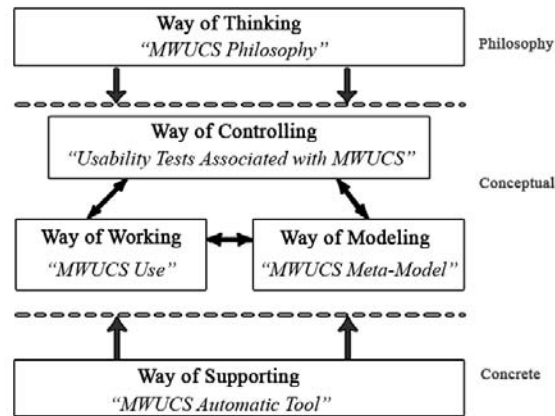 Way of Thinking
“MWUCS Philosophy”
Philosophy
Way of Controlling
“Usability Tests Associated with MWUCS”
Conceptual
Way of Working
“MWUCS Use”
Way of Modeling
“MWUCS Meta-Model”
Way of Supporting
“MWUCS Automatic Tool”
Concrete